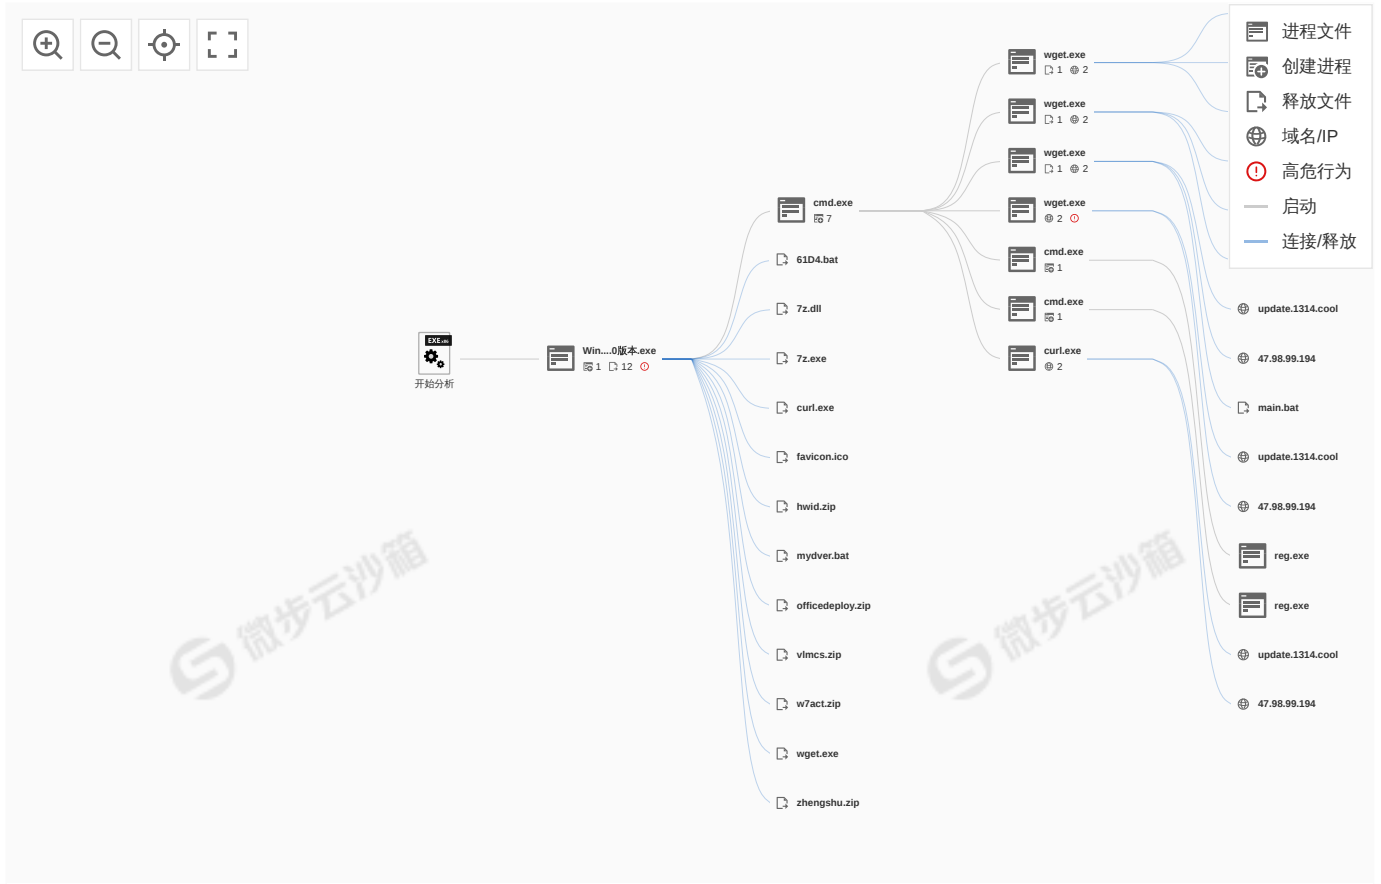 进程文件
创建进程
释放文件
域名/IP
高危行为
启动
连接/释放
EXE x86
开始分析
Win....0版本.exe
1 12
cmd.exe
7
61D4.bat
7z.dll
7z.exe
curl.exe
favicon.ico
hwid.zip
mydver.bat
officedeploy.zip
vlmcs.zip
w7act.zip
wget.exe
zhengshu.zip
wget.exe
1 2
wget.exe
1 2
wget.exe
1 2
wget.exe
2
cmd.exe
1
cmd.exe
1
curl.exe
2
update.1314.cool
47.98.99.194
main.bat
update.1314.cool
47.98.99.194
reg.exe
reg.exe
update.1314.cool
47.98.99.194
微步云沙箱
微步云沙箱